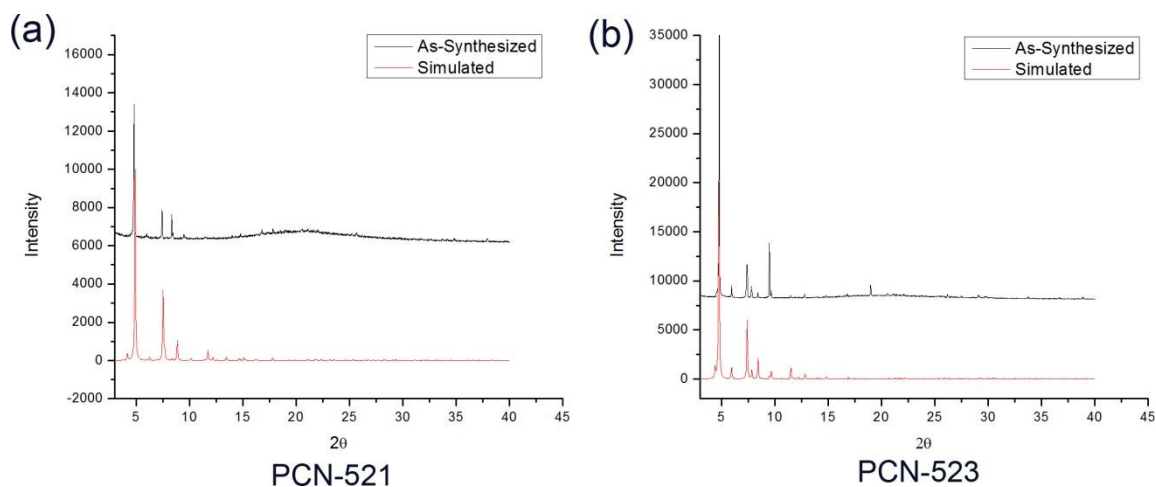 (a)
As-Synthesized
Simulated
16000
14000
12000
10000
8000
6000
4000
2000
0
-2000
Intensity
5 10 15 20 25 30 35 40 45
2θ
PCN-521
(b)
As-Synthesized
Simulated
35000
30000
25000
20000
15000
10000
5000
0
Intensity
5 10 15 20 25 30 35 40 45
2θ
PCN-523